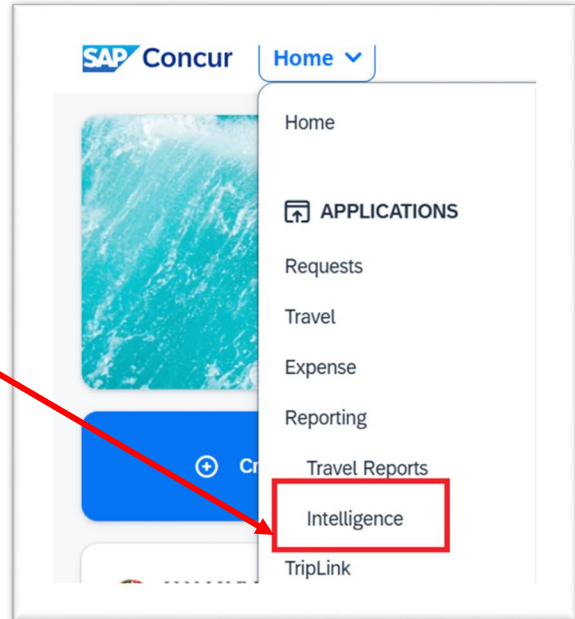 SAP Concur Home
Home
APPLICATIONS
Requests
Travel
Expense
Reporting
Travel Reports
Intelligence
TripLink